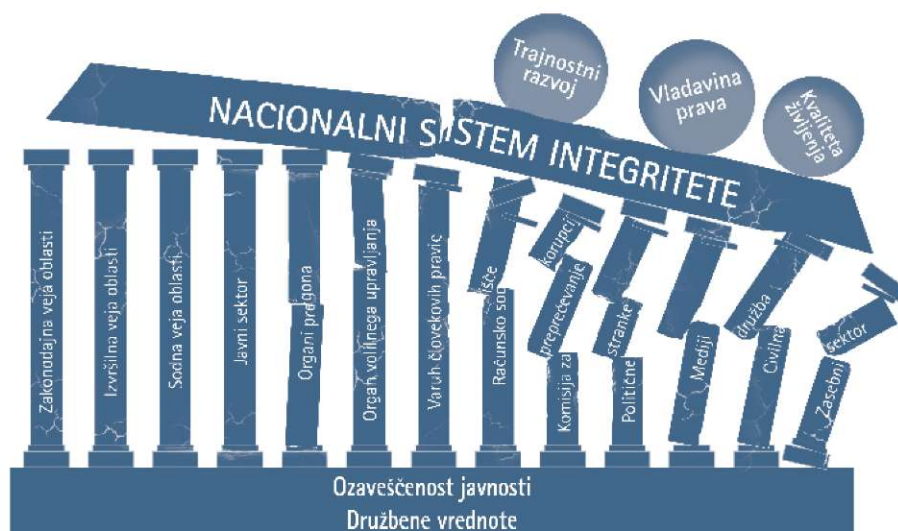 Trajnostni
razvoj
Vladavina
prava
Kvaliteta
življenja
NACIONALNI SISTEM INTEGRITETE
Zakonodajna veja oblasti
Izvršilna veja oblasti
Sodna veja oblasti
Javni sektor
Organi pregona
Organ volilnega upravljanja
Varuh človekovih pravic
Računsko sodišče
Komisija za preprečevanje korupcij
Politične stranke
Mediji
Civilna družba
Zasebni sektor
Ozaveščenost javnosti
Družbene vrednote